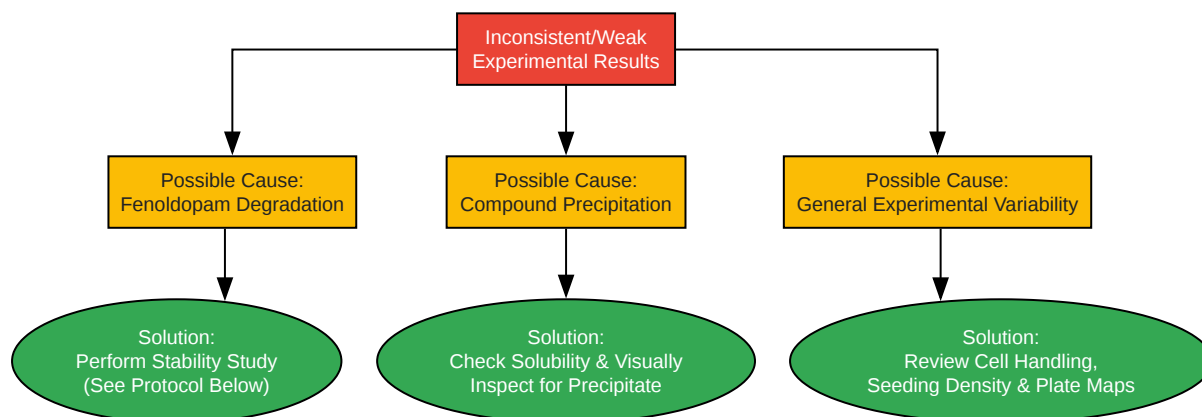 Inconsistent/Weak
Experimental Results
Possible Cause:
Fenoldopam Degradation
Possible Cause:
Compound Precipitation
Possible Cause:
General Experimental Variability
Solution:
Perform Stability Study
(See Protocol Below)
Solution:
Check Solubility & Visually
Inspect for Precipitate
Solution:
Review Cell Handling,
Seeding Density & Plate Maps